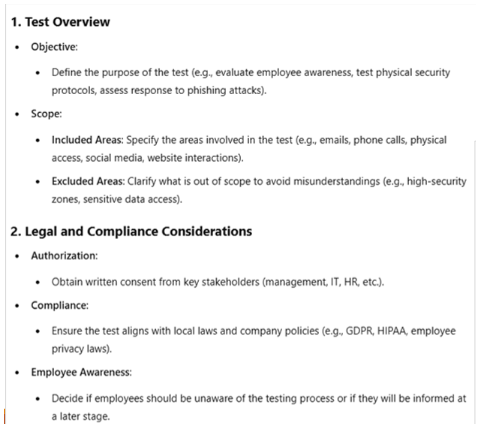 1. Test Overview
• Objective:
• Define the purpose of the test (e.g., evaluate employee awareness, test physical security
protocols, assess response to phishing attacks).
• Scope:
• Included Areas: Specify the areas involved in the test (e.g., emails, phone calls, physical
access, social media, website interactions).
• Excluded Areas: Clarify what is out of scope to avoid misunderstandings (e.g., high-security
zones, sensitive data access).
2. Legal and Compliance Considerations
• Authorization:
• Obtain written consent from key stakeholders (management, IT, HR, etc.).
• Compliance:
• Ensure the test aligns with local laws and company policies (e.g., GDPR, HIPAA, employee
privacy laws).
• Employee Awareness:
• Decide if employees should be unaware of the testing process or if they will be informed at
a later stage.